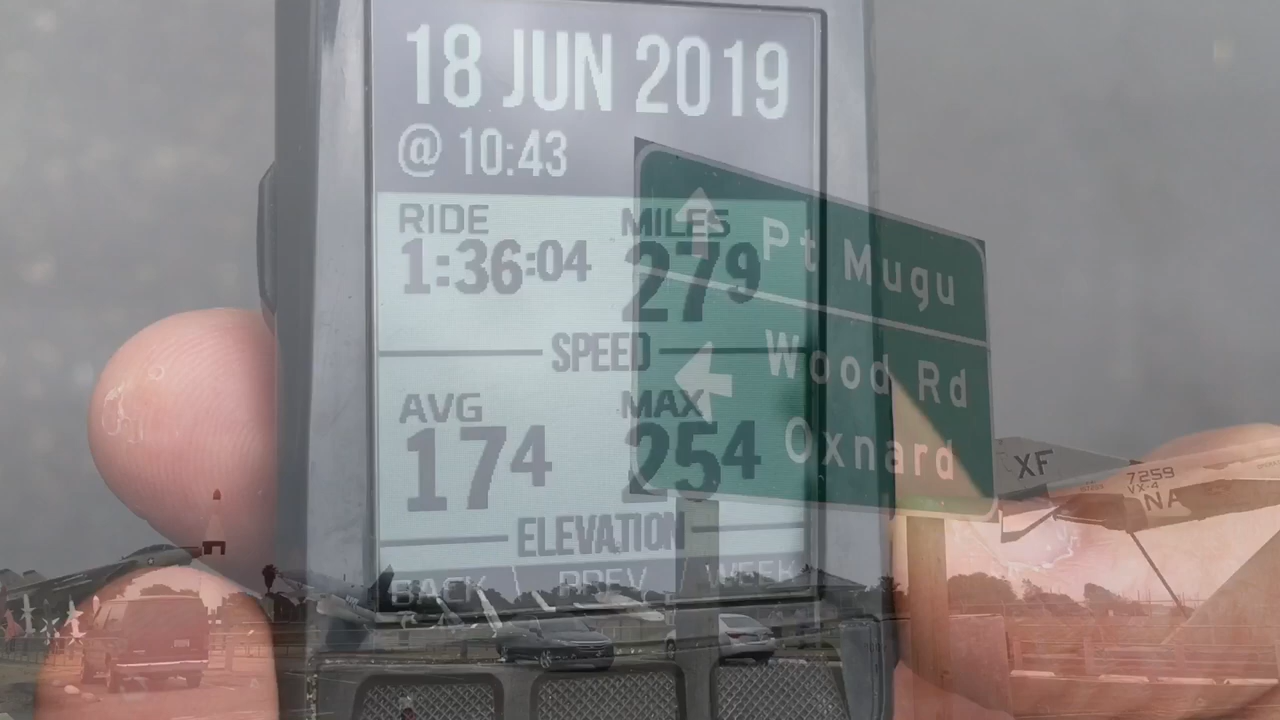 18 JUN 2019
@ 10:43
RIDE MILES
1:36:04 279
SPEED
AVG MAX
174 254
ELEVATION
BACK PREV WEEK
Pt Mugu
Wood Rd
Oxnard
XF
7259
VX-4
NA